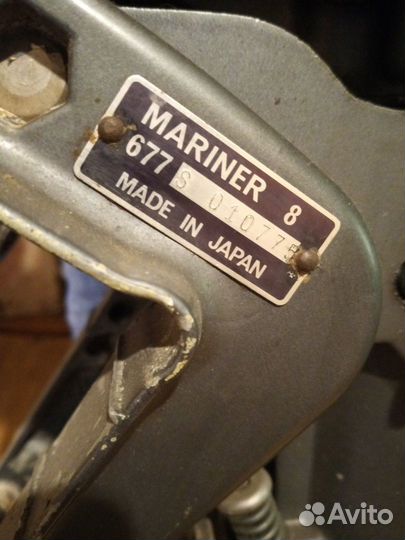 MARINER 8
677 S 010775
MADE IN JAPAN
Avito